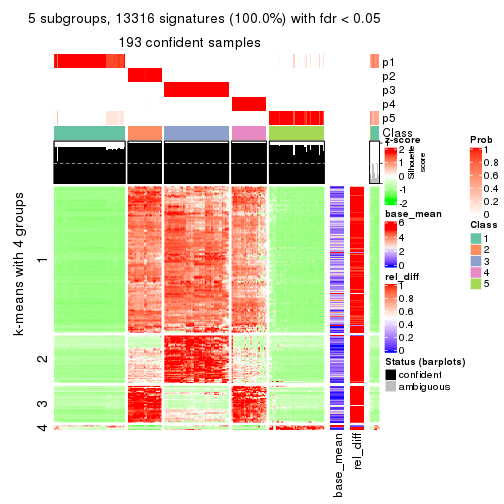 5 subgroups, 13316 signatures (100.0%) with fdr < 0.05
193 confident samples
p1
p2
p3
p4
p5
Class
Silhouette
score
k-means with 4 groups
1
2
3
4
base_mean
rel_diff
z-score
2
1
0
-1
-2
base_mean
6
4
2
0
rel_diff
1
0.8
0.6
0.4
0.2
0
Status (barplots)
confident
ambiguous
Prob
1
0.8
0.6
0.4
0.2
0
Class
1
2
3
4
5